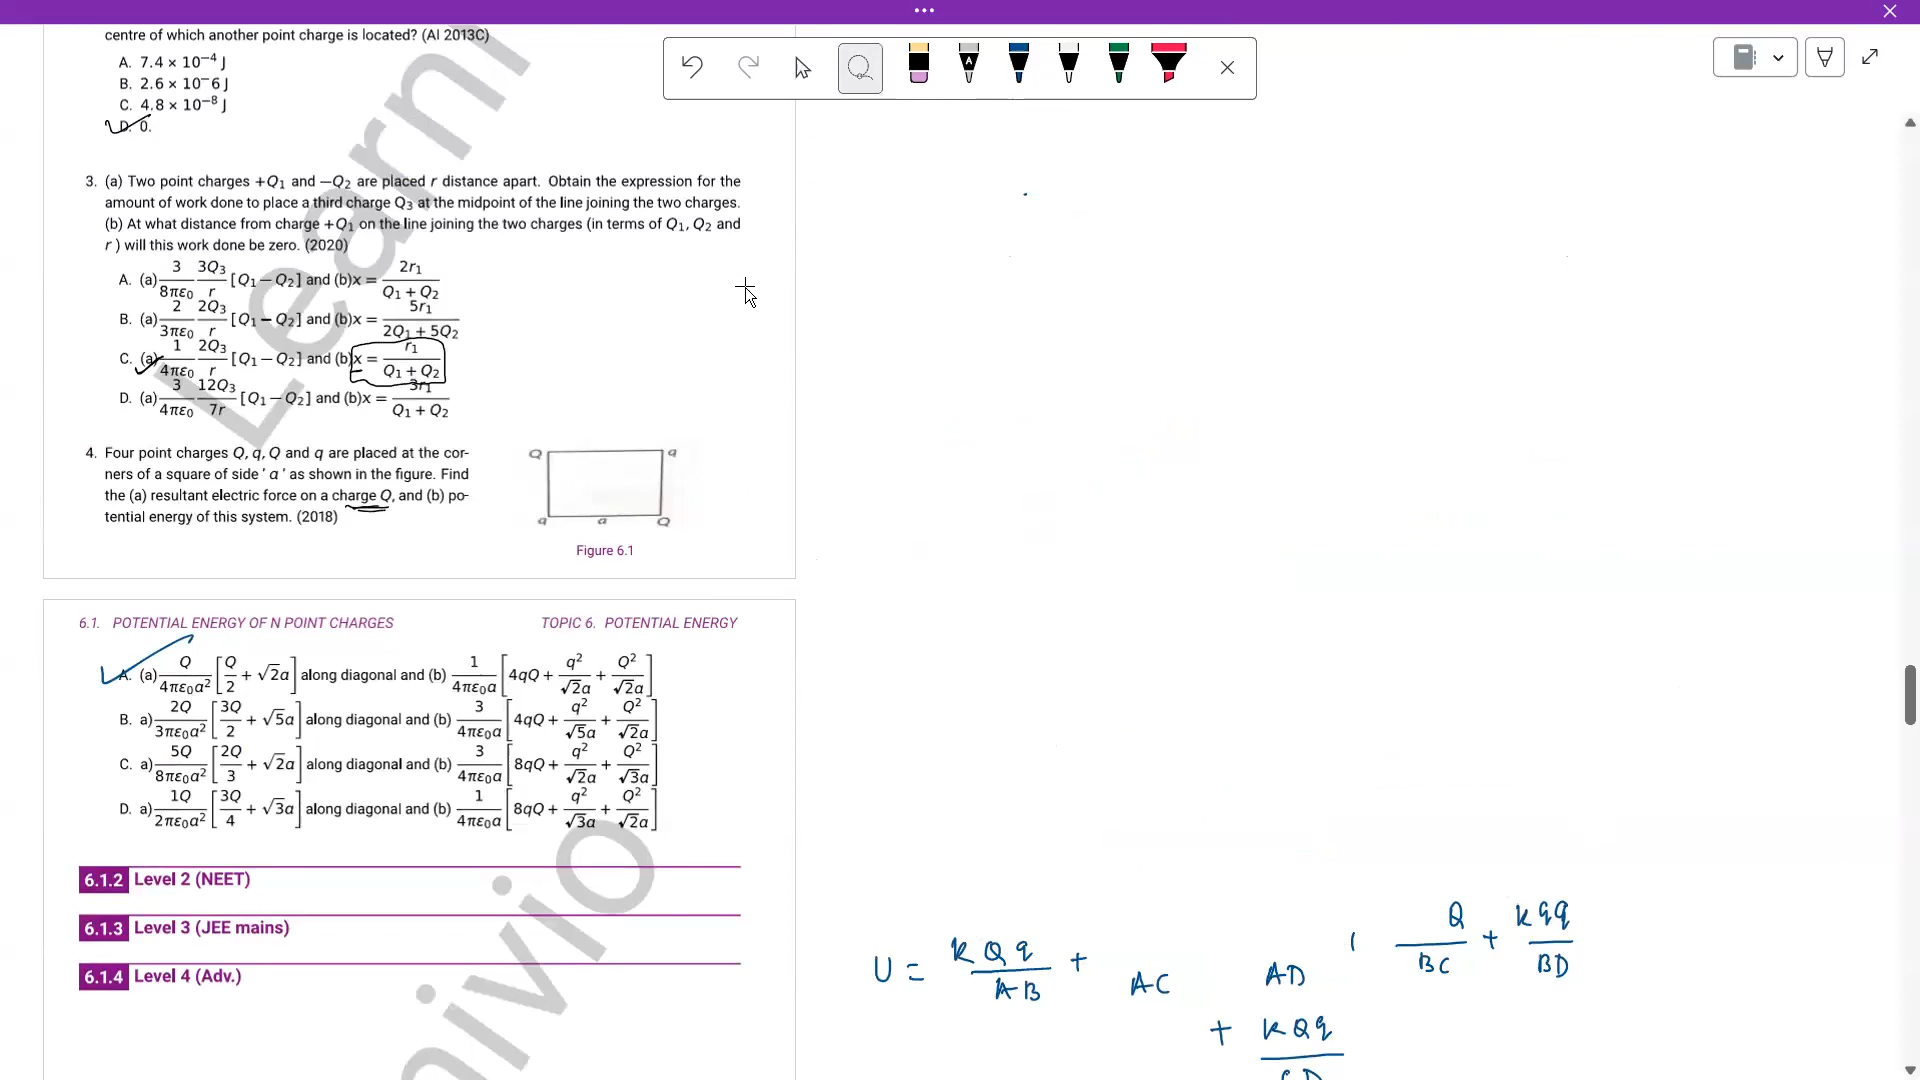 centre of which another point charge is located? (AI 2013C)
A. 7.4 × 10⁻⁴ J
B. 2.6 × 10⁻⁶ J
C. 4.8 × 10⁻⁸ J
D. 0.
3. (a) Two point charges +Q₁ and −Q₂ are placed r distance apart. Obtain the expression for the
amount of work done to place a third charge Q₃ at the midpoint of the line joining the two charges.
(b) At what distance from charge +Q₁ on the line joining the two charges (in terms of Q₁, Q₂ and
r ) will this work done be zero. (2020)
A. (a) 3/8πε₀ 3Q₃/r [Q₁ − Q₂] and (b)x = 2r₁/(Q₁ + Q₂)
B. (a) 2/3πε₀ 2Q₃/r [Q₁ − Q₂] and (b)x = 5r₁/(2Q₁ + 5Q₂)
C. (a) 1/4πε₀ 2Q₃/r [Q₁ − Q₂] and (b)x = r₁/(Q₁ + Q₂)
D. (a) 3/4πε₀ 12Q₃/7r [Q₁ − Q₂] and (b)x = 3r₁/(Q₁ + Q₂)
4. Four point charges Q, q, Q and q are placed at the cor-
ners of a square of side ' a ' as shown in the figure. Find
the (a) resultant electric force on a charge Q, and (b) po-
tential energy of this system. (2018)
Q q
q a Q
Figure 6.1
6.1. POTENTIAL ENERGY OF N POINT CHARGES TOPIC 6. POTENTIAL ENERGY
A. (a) Q/4πε₀a² [Q/2 + √2a] along diagonal and (b) 1/4πε₀a [4qQ + q²/√2a + Q²/√2a]
B. a) 2Q/3πε₀a² [3Q/2 + √5a] along diagonal and (b) 3/4πε₀a [4qQ + q²/√5a + Q²/√2a]
C. a) 5Q/8πε₀a² [2Q/3 + √2a] along diagonal and (b) 3/4πε₀a [8qQ + q²/√2a + Q²/√3a]
D. a) 1Q/2πε₀a² [3Q/4 + √3a] along diagonal and (b) 1/4πε₀a [8qQ + q²/√3a + Q²/√2a]
6.1.2 Level 2 (NEET)
6.1.3 Level 3 (JEE mains)
6.1.4 Level 4 (Adv.)
U = KQq/AB + AC AD Q/BC + Kqq/BD
+ KQq